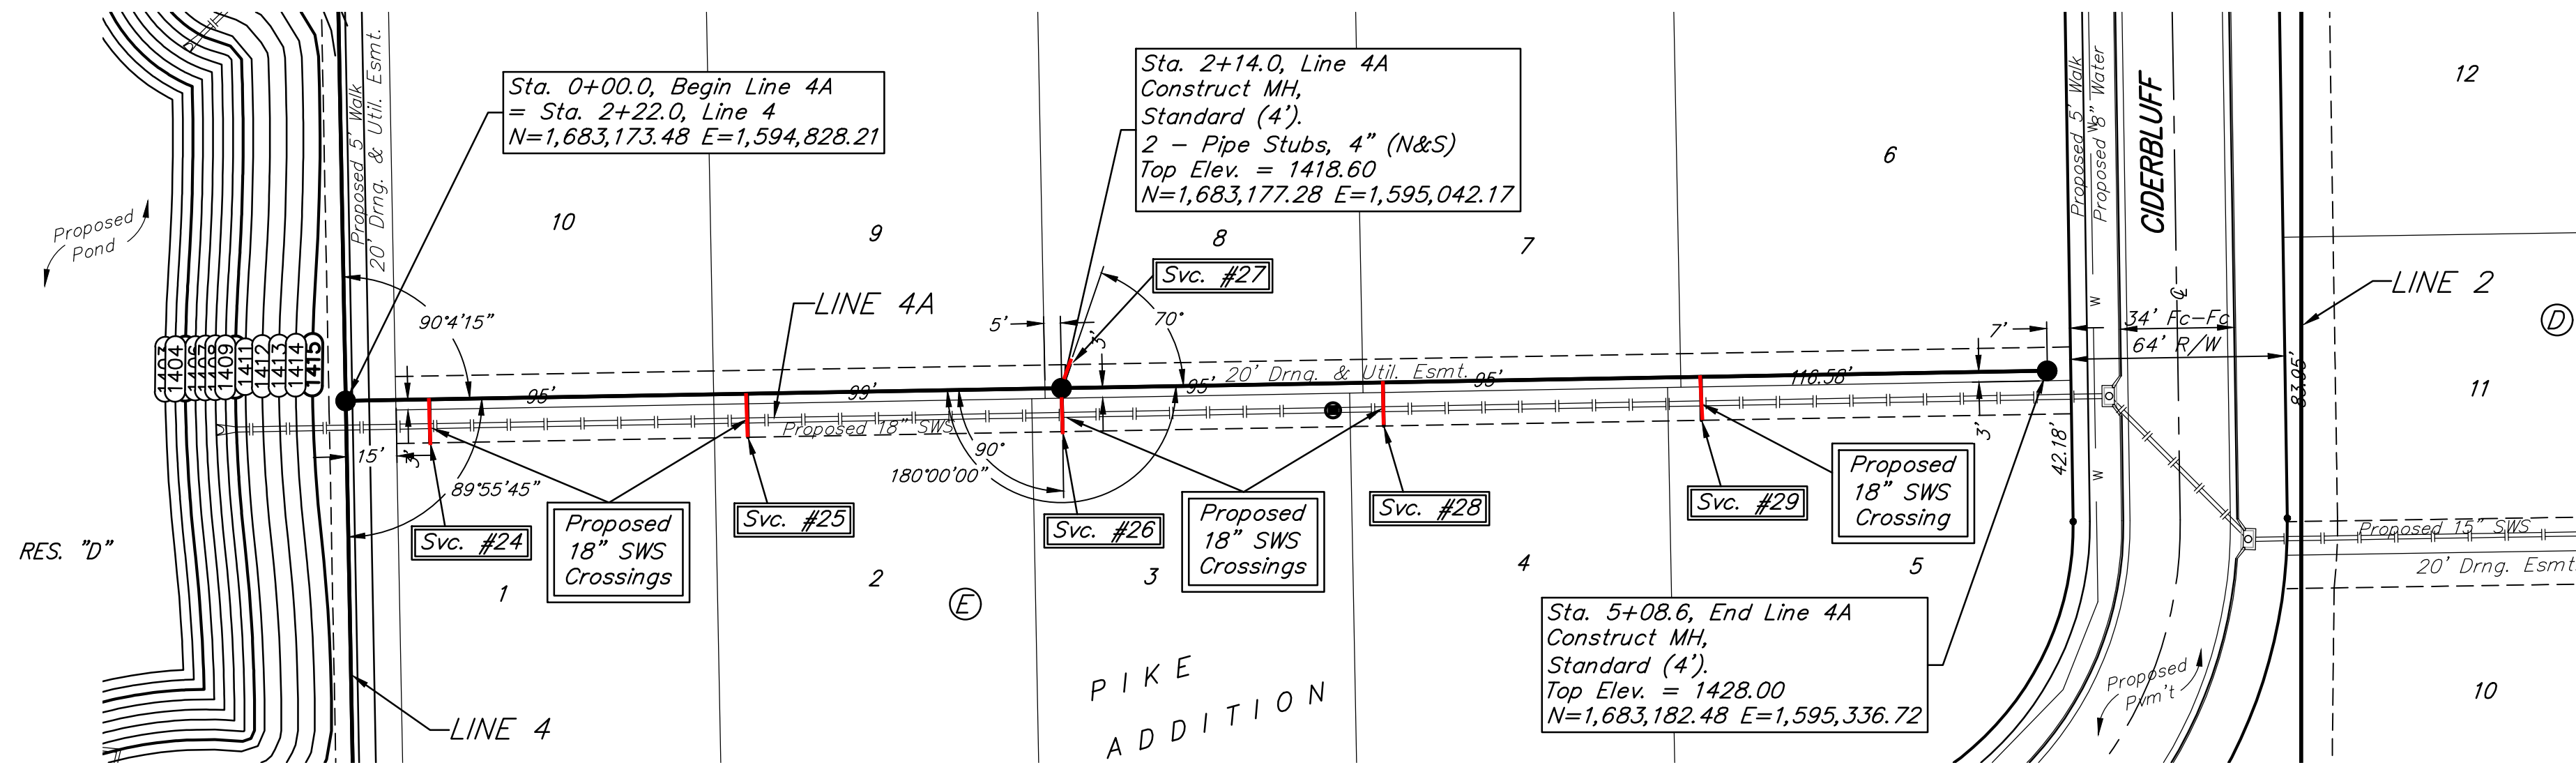 Sta. 0+00.0, Begin Line 4A
= Sta. 2+22.0, Line 4
N=1,683,173.48 E=1,594,828.21
Sta. 2+14.0, Line 4A
Construct MH,
Standard (4').
2 - Pipe Stubs, 4" (N&S)
Top Elev. = 1418.60
N=1,683,177.28 E=1,595,042.17
Proposed 5' Walk
20' Drng. & Util. Esmt.
Proposed 5' Walk
Proposed 8" Water
W
CIDERBLUFF
12
6
10
9
8
7
Proposed
Pond
Svc. #27
LINE 4A
LINE 2
D
90°4'15"
5'
70°
3'
7'
34' Fc-Fc
64' R/W
W
℄
1403
1404
1406
1407
1408
1409
1411
1412
1413
1414
1415
95'
99'
95'
20' Drng. & Util. Esmt.
95'
116.58'
83.95'
11
Proposed 18" SWS
15'
3'
90°
180°00'00"
89°55'45"
3'
42.18'
W
Svc. #24
Svc. #25
Svc. #26
Svc. #28
Svc. #29
Proposed
18" SWS
Crossings
Proposed
18" SWS
Crossings
Proposed
18" SWS
Crossing
RES. "D"
1
2
E
3
4
5
Proposed 15" SWS
20' Drng. Esmt.
Sta. 5+08.6, End Line 4A
Construct MH,
Standard (4').
Top Elev. = 1428.00
N=1,683,182.48 E=1,595,336.72
PIKE
ADDITION
Proposed
Pvm't
10
LINE 4